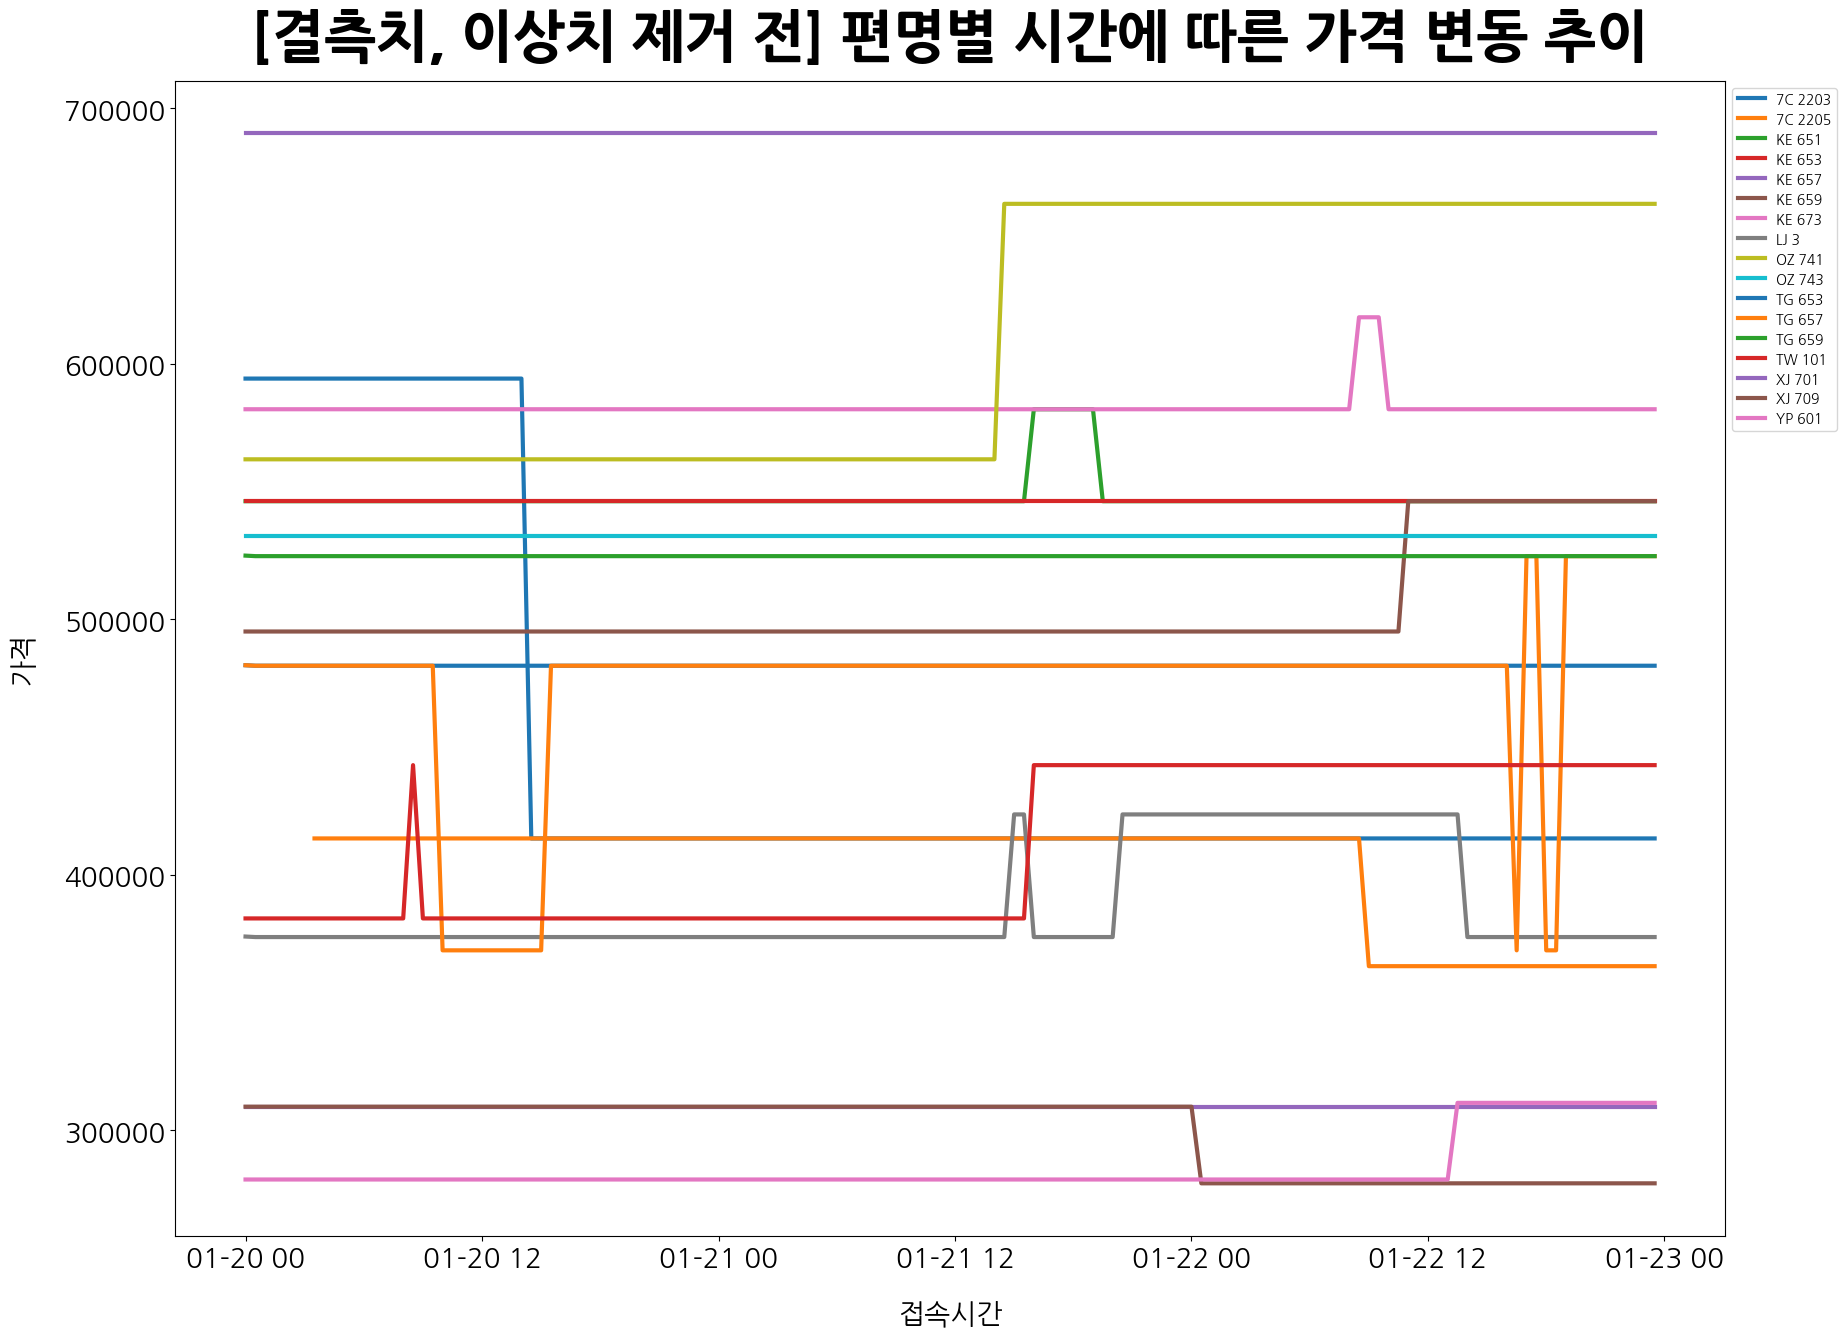 [결측치, 이상치 제거 전] 편명별 시간에 따른 가격 변동 추이
700000
600000
500000
400000
300000
가격
01-20 00
01-20 12
01-21 00
01-21 12
01-22 00
01-22 12
01-23 00
접속시간
7C 2203
7C 2205
KE 651
KE 653
KE 657
KE 659
KE 673
LJ 3
OZ 741
OZ 743
TG 653
TG 657
TG 659
TW 101
XJ 701
XJ 709
YP 601